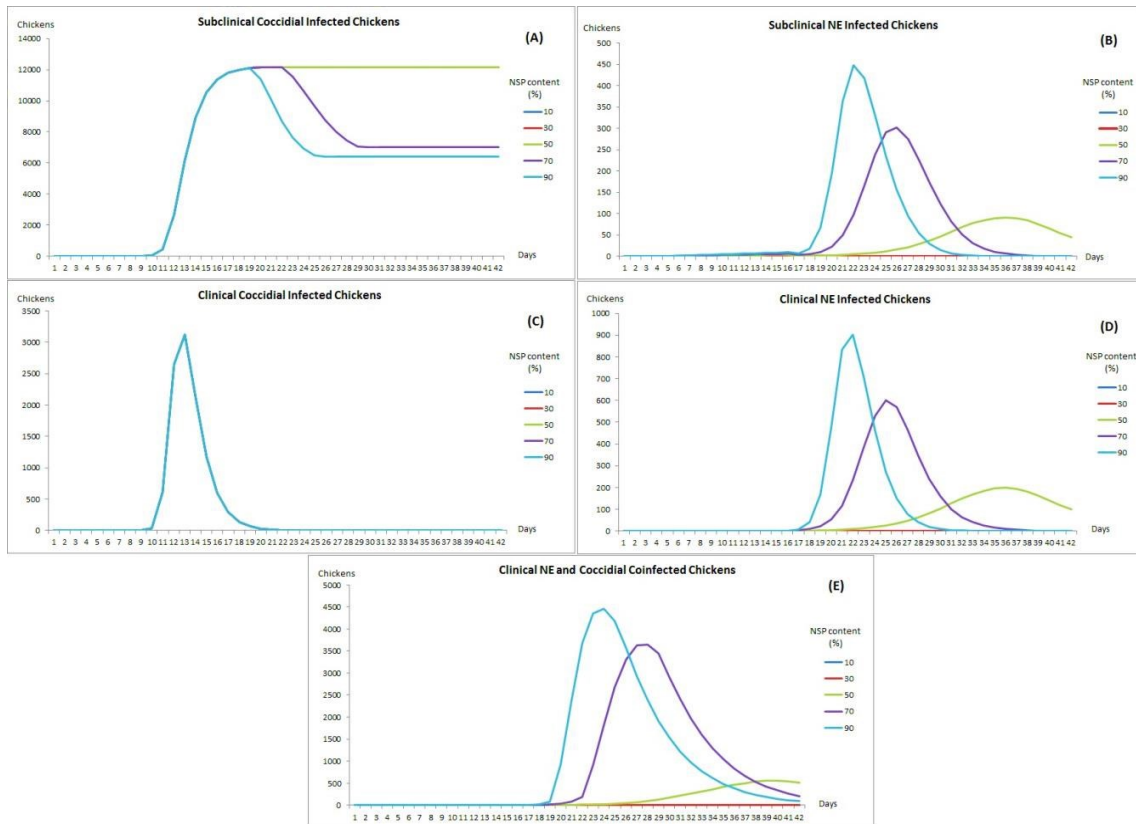 Subclinical Coccidial Infected Chickens
Chickens
(A)
14000
12000
10000
8000
6000
4000
2000
0
NSP content
(%)
10
30
50
70
90
Days
1 2 3 4 5 6 7 8 9 10 11 12 13 14 15 16 17 18 19 20 21 22 23 24 25 26 27 28 29 30 31 32 33 34 35 36 37 38 39 40 41 42
Subclinical NE Infected Chickens
Chickens
(B)
500
450
400
350
300
250
200
150
100
50
0
NSP content
(%)
10
30
50
70
90
Days
1 2 3 4 5 6 7 8 9 10 11 12 13 14 15 16 17 18 19 20 21 22 23 24 25 26 27 28 29 30 31 32 33 34 35 36 37 38 39 40 41 42
Clinical Coccidial Infected Chickens
Chickens
(C)
3500
3000
2500
2000
1500
1000
500
0
NSP content
(%)
10
30
50
70
90
Days
1 2 3 4 5 6 7 8 9 10 11 12 13 14 15 16 17 18 19 20 21 22 23 24 25 26 27 28 29 30 31 32 33 34 35 36 37 38 39 40 41 42
Clinical NE Infected Chickens
Chickens
(D)
1000
900
800
700
600
500
400
300
200
100
0
NSP content
(%)
10
30
50
70
90
Days
1 2 3 4 5 6 7 8 9 10 11 12 13 14 15 16 17 18 19 20 21 22 23 24 25 26 27 28 29 30 31 32 33 34 35 36 37 38 39 40 41 42
Clinical NE and Coccidial Coinfected Chickens
Chickens
(E)
5000
4500
4000
3500
3000
2500
2000
1500
1000
500
0
NSP content
(%)
10
30
50
70
90
Days
1 2 3 4 5 6 7 8 9 10 11 12 13 14 15 16 17 18 19 20 21 22 23 24 25 26 27 28 29 30 31 32 33 34 35 36 37 38 39 40 41 42